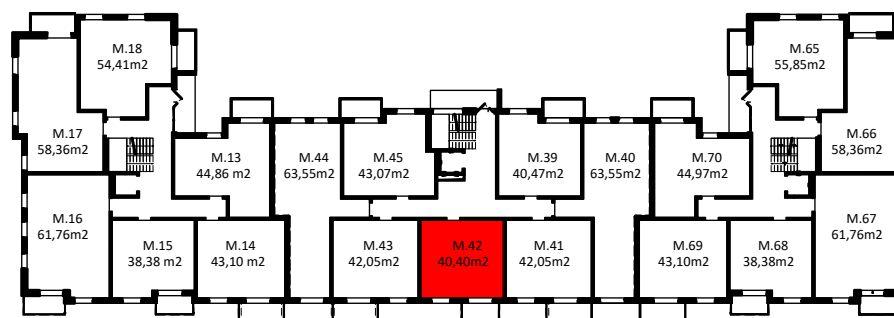 M.18
54,41m2
M.65
55,85m2
M.17
58,36m2
M.66
58,36m2
M.13
44,86 m2
M.44
63,55m2
M.45
43,07m2
M.39
40,47m2
M.40
63,55m2
M.70
44,97m2
M.16
61,76m2
M.67
61,76m2
M.15
38,38 m2
M.14
43,10 m2
M.43
42,05m2
M.42
40,40m2
M.41
42,05m2
M.69
43,10m2
M.68
38,38m2